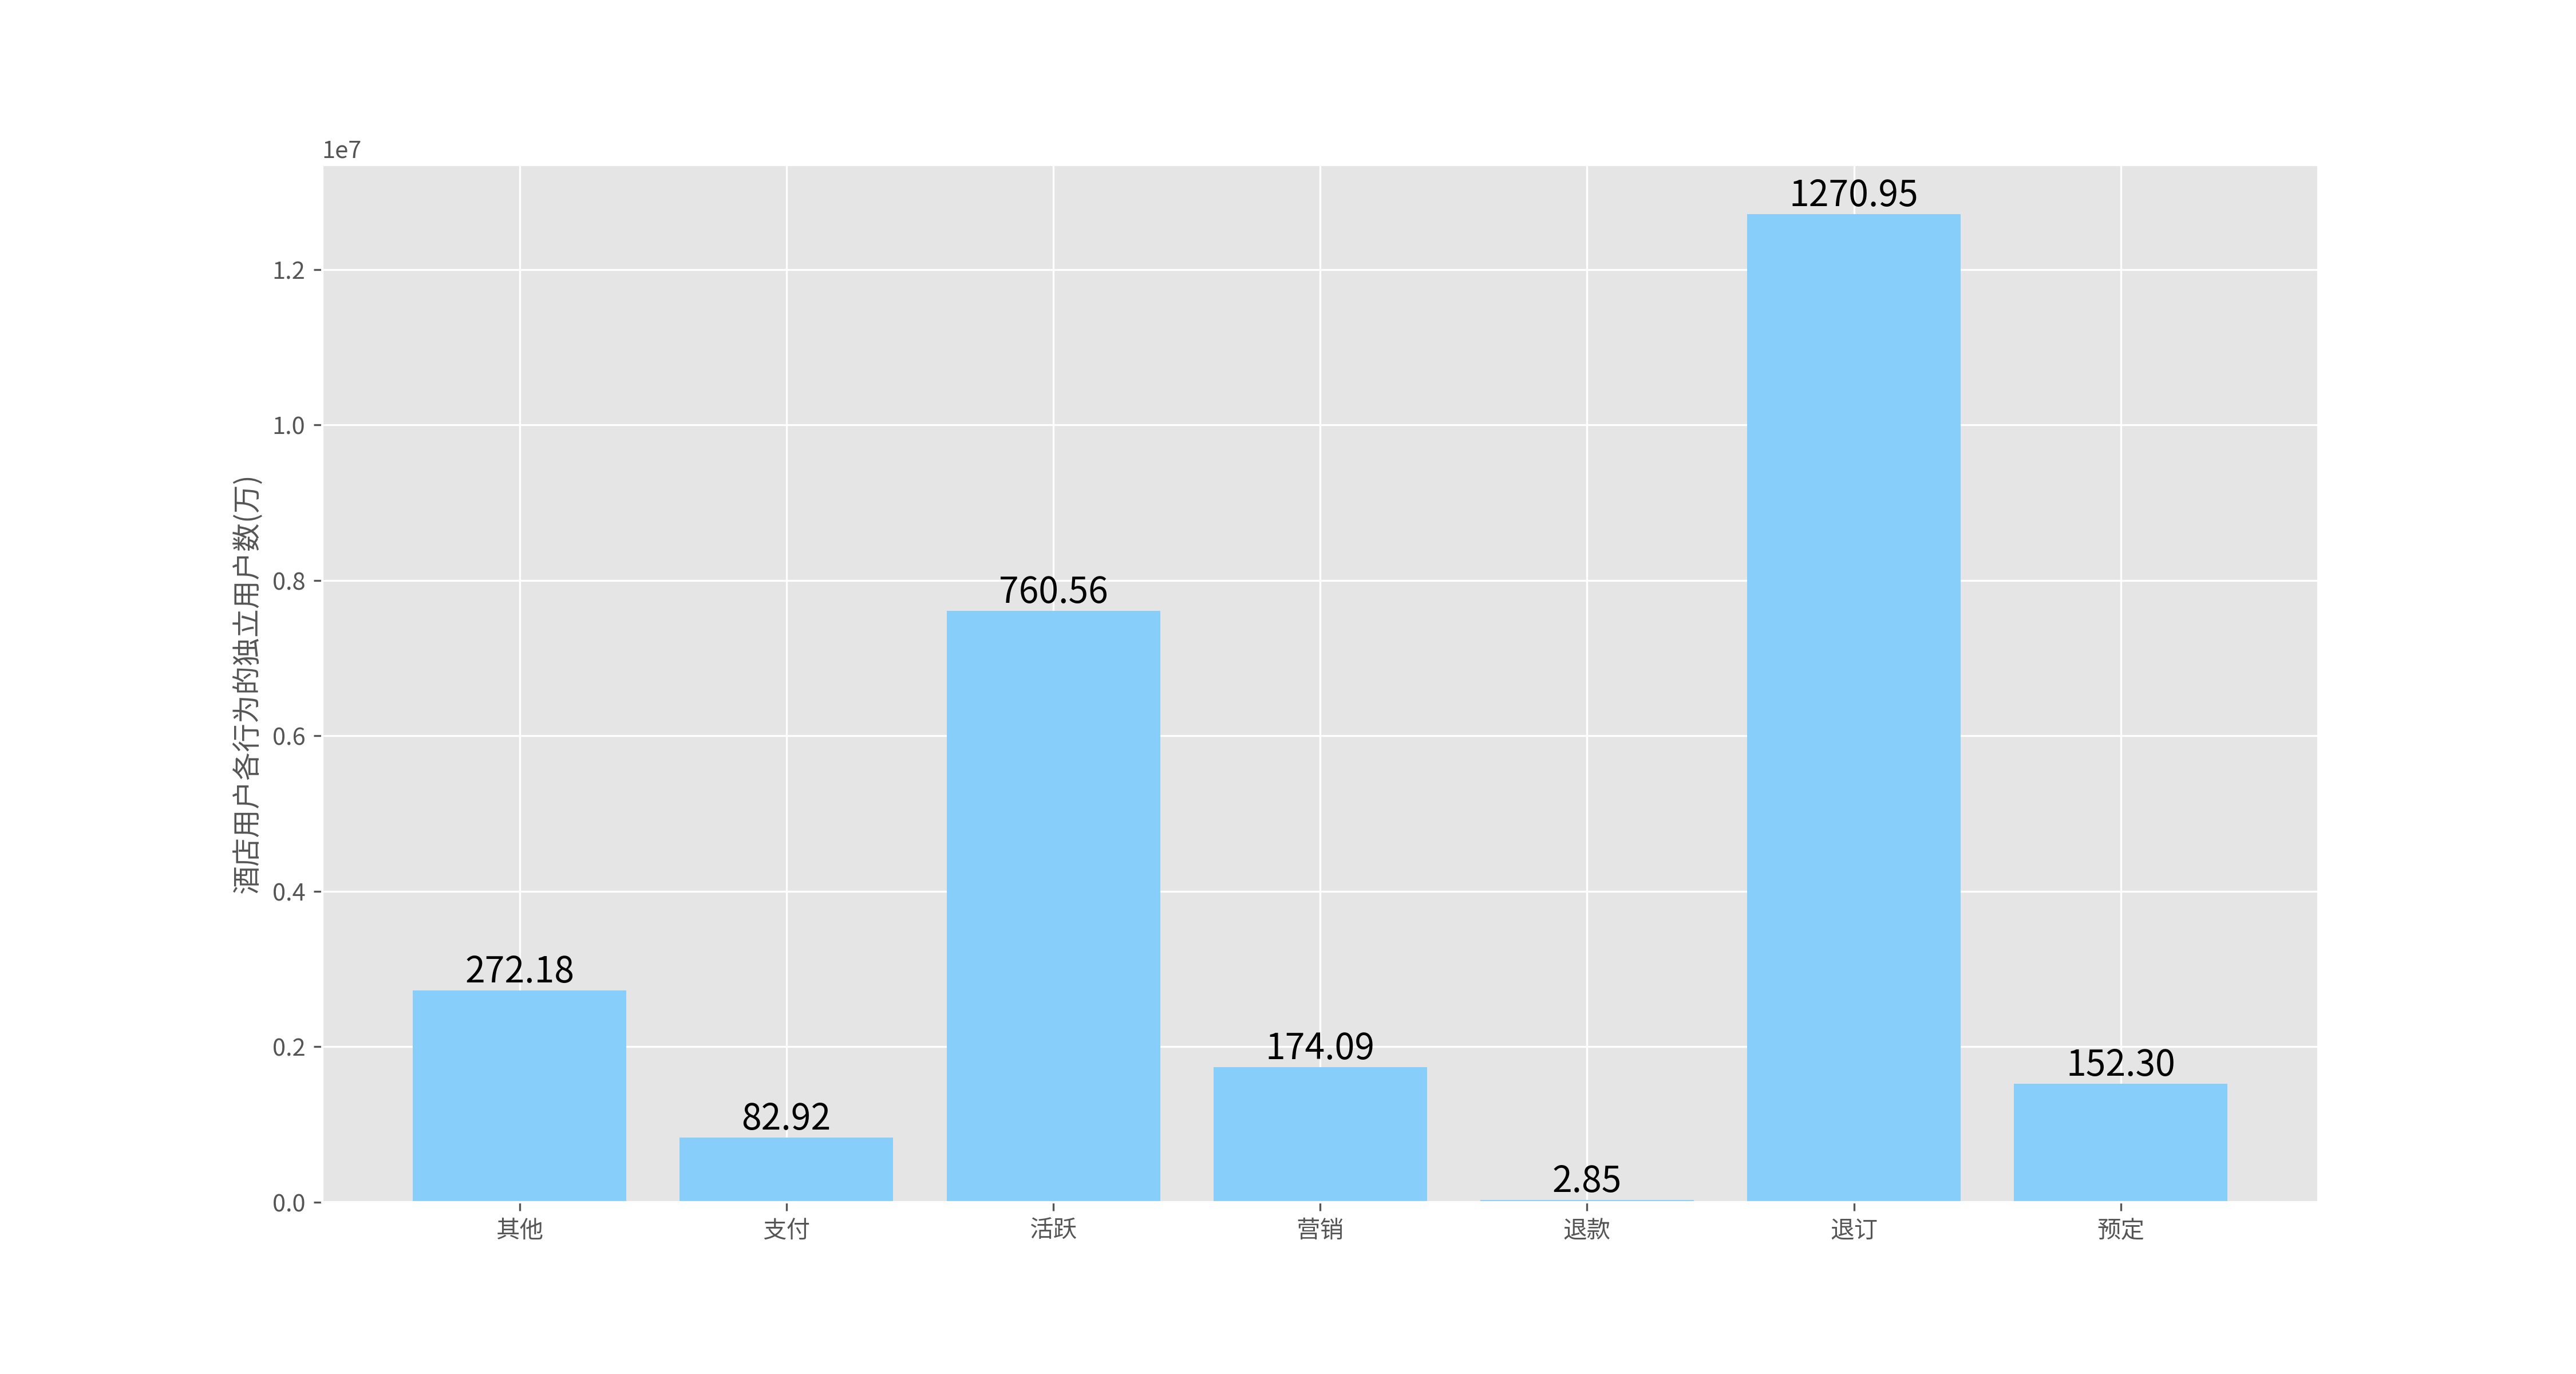 1e7
1.2
1.0
0.8
0.6
0.4
0.2
0.0
酒店用户各行为的独立用户数(万)
272.18
82.92
760.56
174.09
2.85
1270.95
152.30
其他
支付
活跃
营销
退款
退订
预定